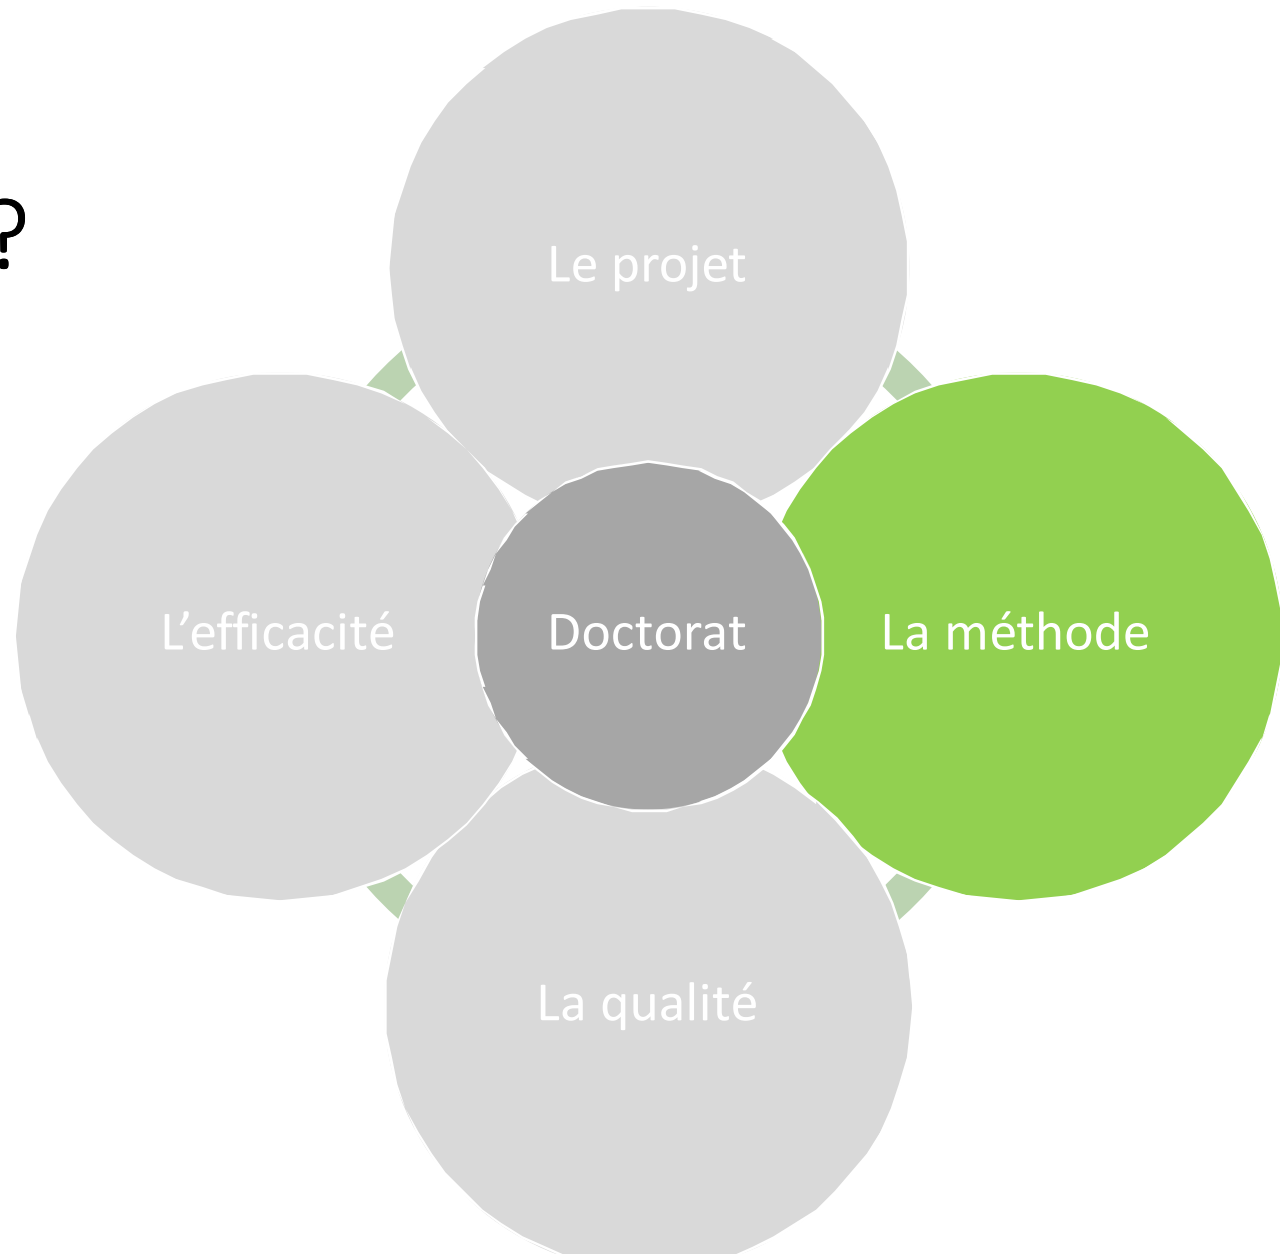 ?
Le projet
L’efficacité
Doctorat
La méthode
La qualité